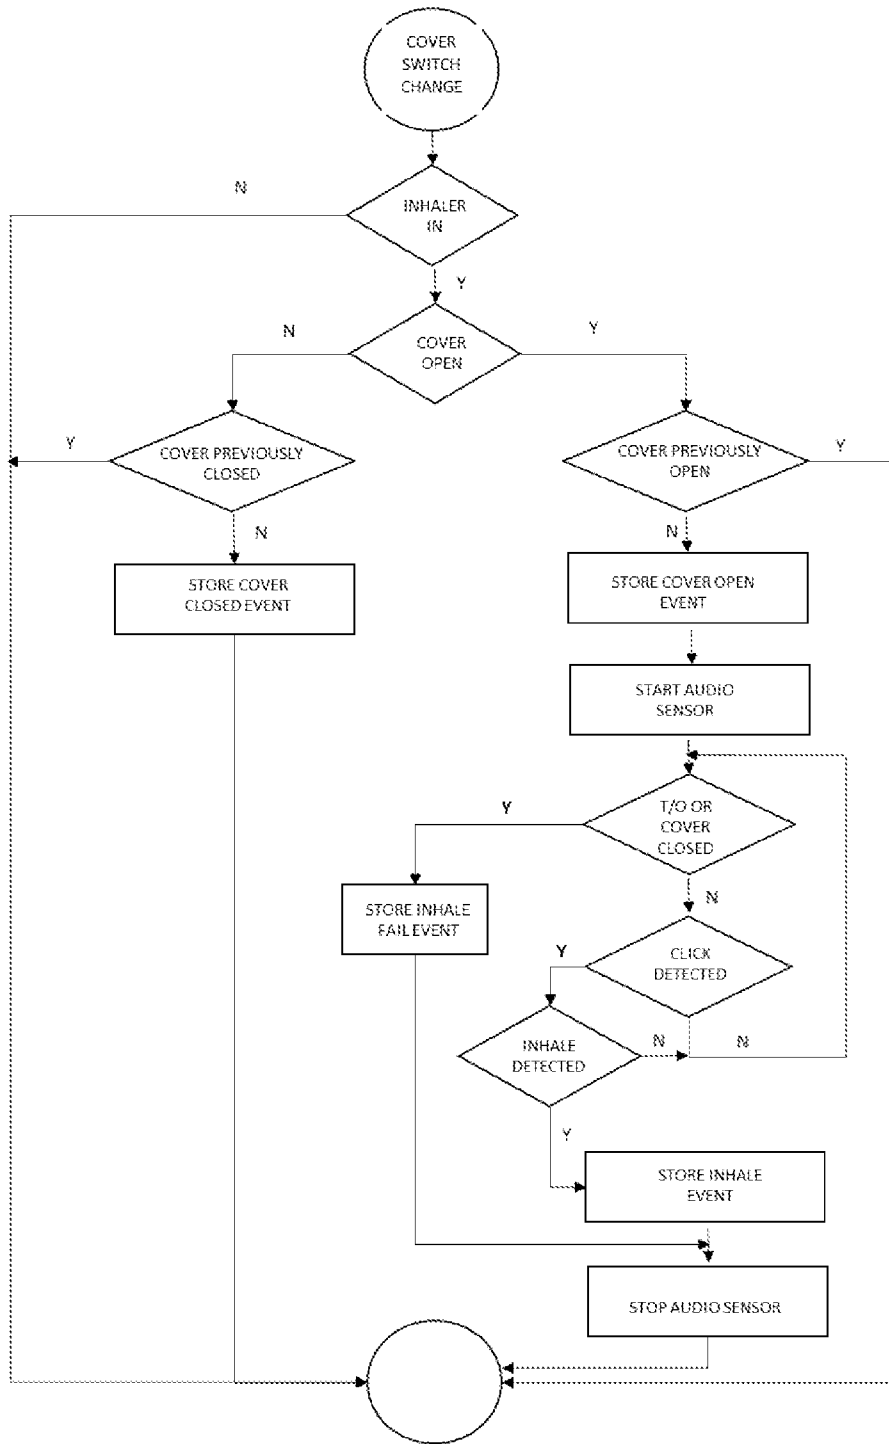 COVER
SWITCH
CHANGE
N
INHALER
IN
Y
N
COVER
OPEN
Y
Y
COVER PREVIOUSLY
CLOSED
COVER PREVIOUSLY
OPEN
Y
N
N
STORE COVER
CLOSED EVENT
STORE COVER OPEN
EVENT
START AUDIO
SENSOR
Y
T/O OR
COVER
CLOSED
N
STORE INHALE
FAIL EVENT
Y
CLICK
DETECTED
INHALE
DETECTED
N
N
Y
STORE INHALE
EVENT
STOP AUDIO SENSOR